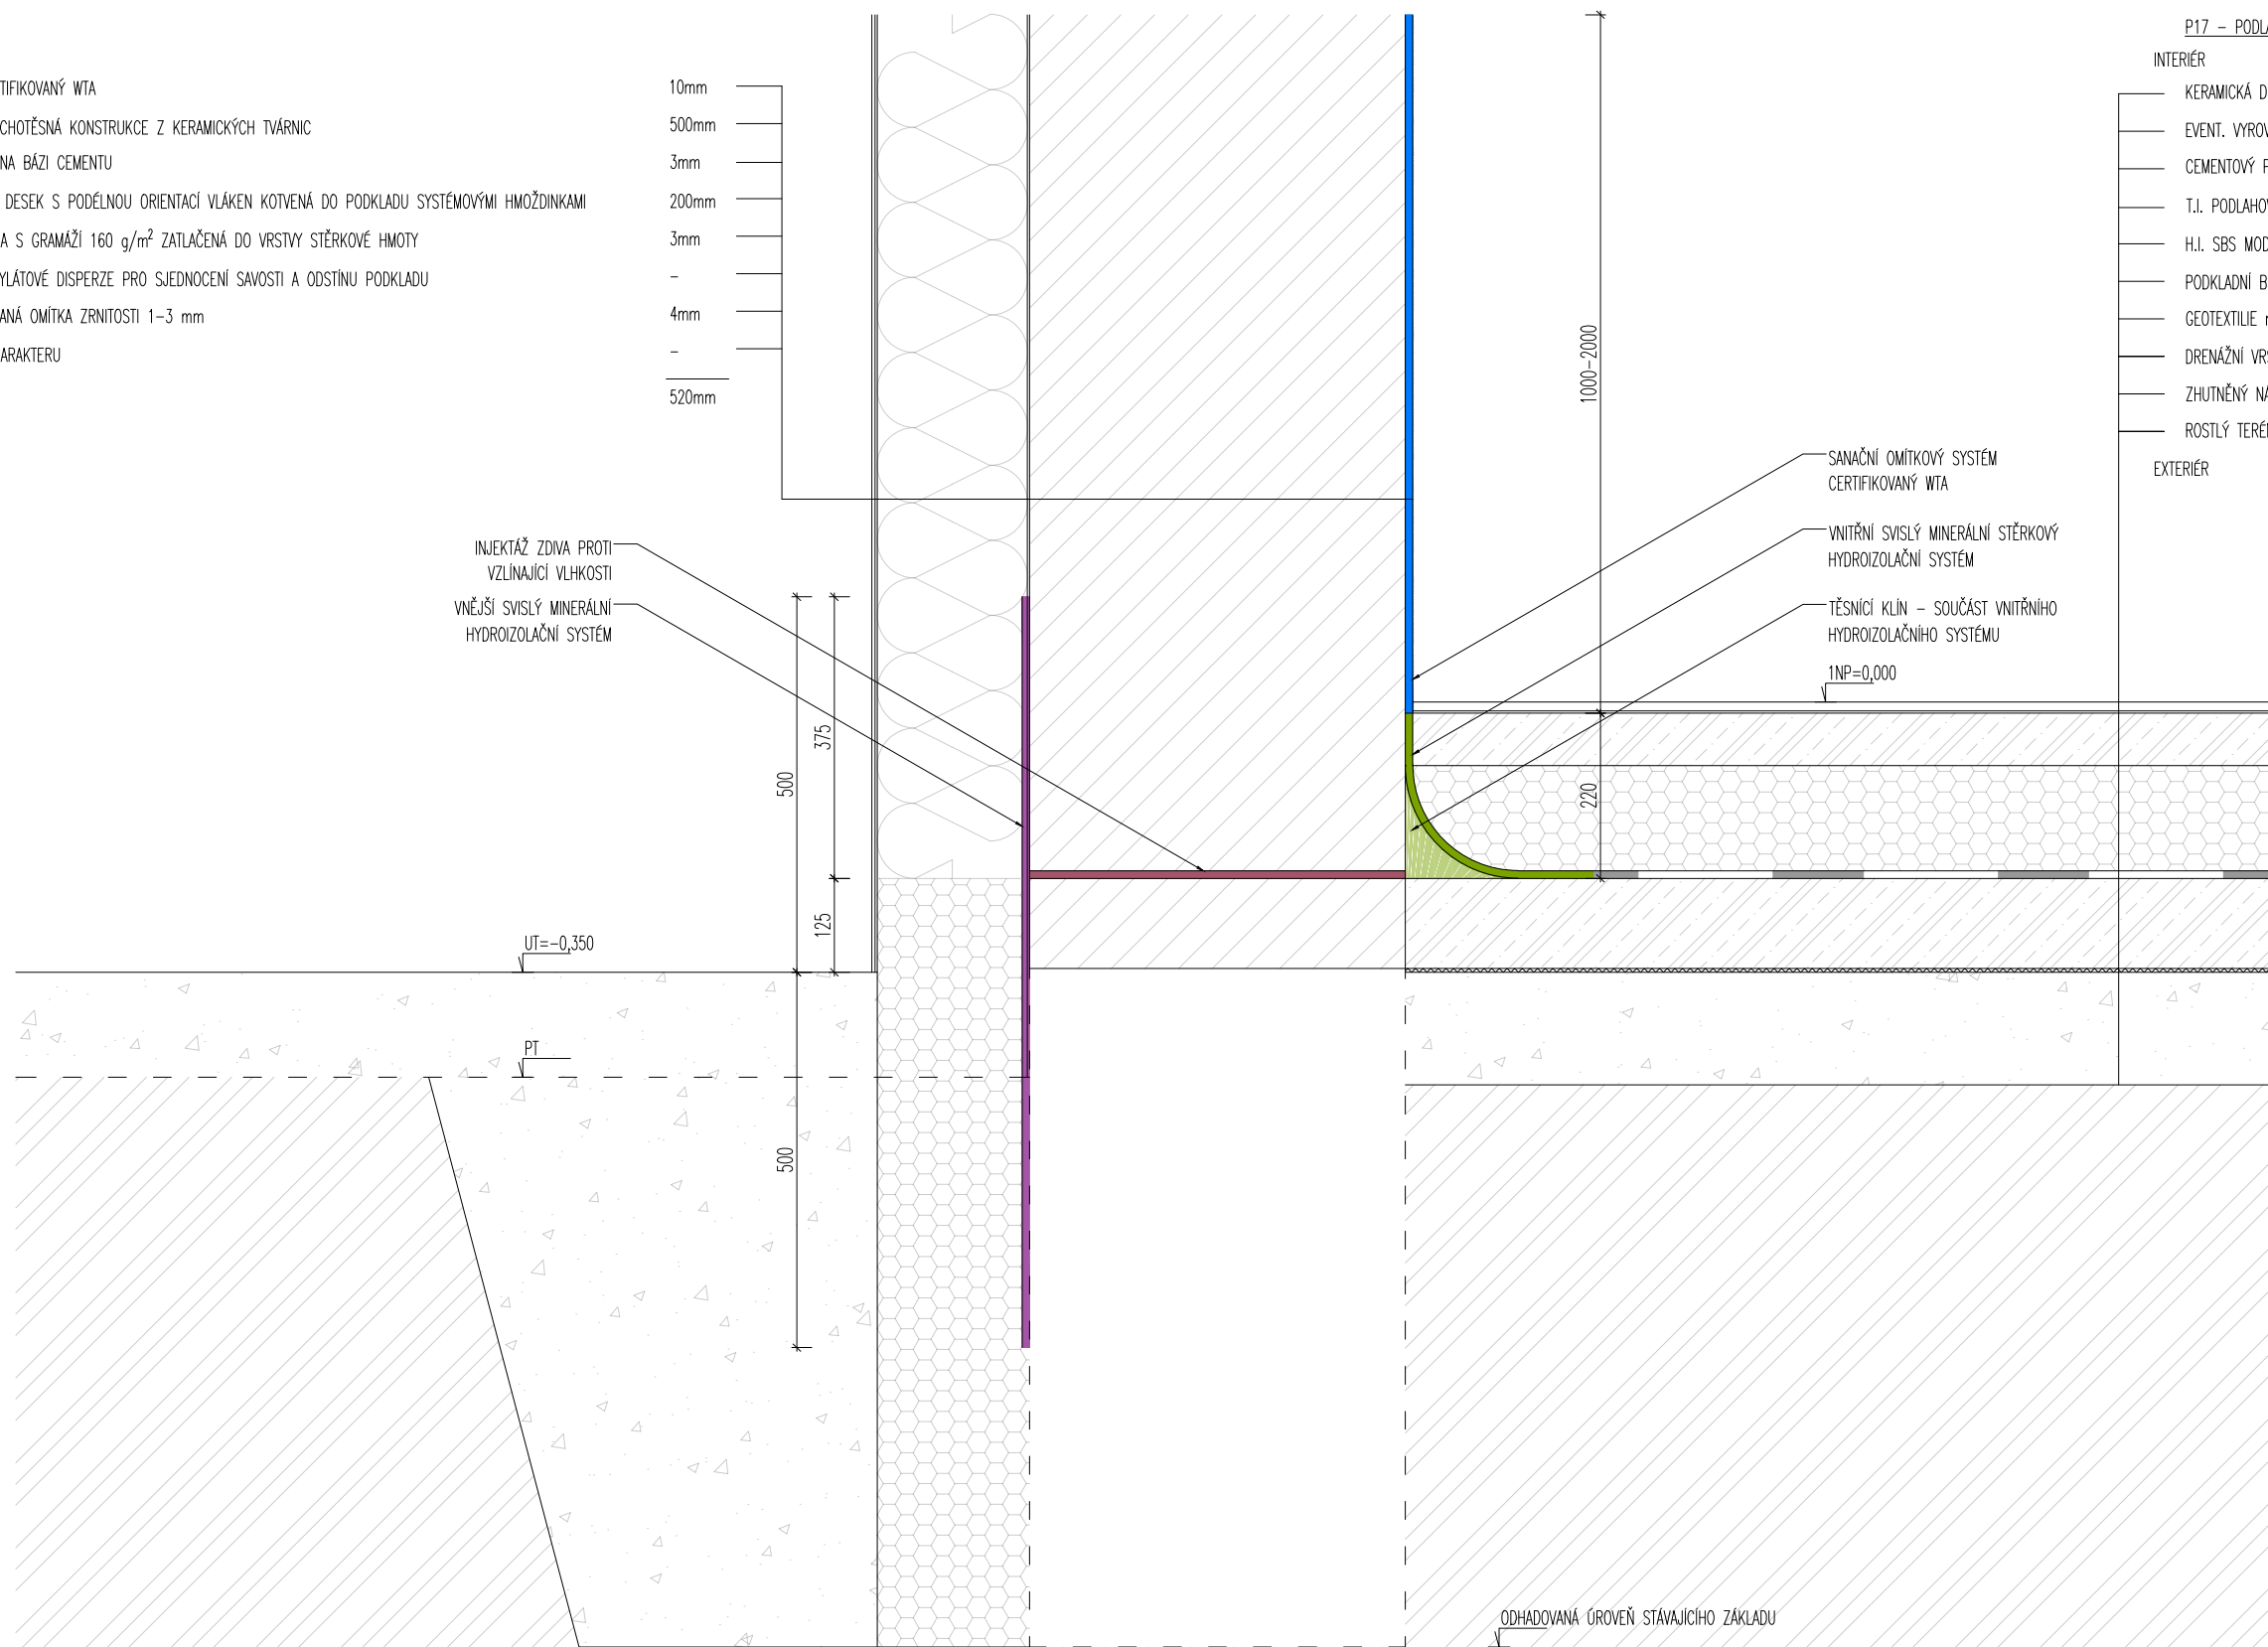 TIFIKOVANÝ WTA
CHOTĚSNÁ KONSTRUKCE Z KERAMICKÝCH TVÁRNIC
NA BÁZI CEMENTU
DESEK S PODÉLNOU ORIENTACÍ VLÁKEN KOTVENÁ DO PODKLADU SYSTÉMOVÝMI HMOŽDINKAMI
A S GRAMÁŽÍ 160 g/m² ZATLAČENÁ DO VRSTVY STĚRKOVÉ HMOTY
YLÁTOVÉ DISPERZE PRO SJEDNOCENÍ SAVOSTI A ODSTÍNU PODKLADU
ANÁ OMÍTKA ZRNITOSTI 1-3 mm
ARAKTERU
10mm
500mm
3mm
200mm
3mm
-
4mm
-
520mm
INJEKTÁŽ ZDIVA PROTI
VZLÍNAJÍCÍ VLHKOSTI
VNĚJŠÍ SVISLÝ MINERÁLNÍ
HYDROIZOLAČNÍ SYSTÉM
500
375
125
500
UT=-0,350
PT
1000-2000
220
SANAČNÍ OMÍTKOVÝ SYSTÉM
CERTIFIKOVANÝ WTA
VNITŘNÍ SVISLÝ MINERÁLNÍ STĚRKOVÝ
HYDROIZOLAČNÍ SYSTÉM
TĚSNÍCÍ KLÍN - SOUČÁST VNITŘNÍHO
HYDROIZOLAČNÍHO SYSTÉMU
1NP=0,000
P17 - PODLA
INTERIÉR
KERAMICKÁ D
EVENT. VYROV
CEMENTOVÝ P
T.I. PODLAHOV
H.I. SBS MOD
PODKLADNÍ B
GEOTEXTILIE
DRENÁŽNÍ VRS
ZHUTNĚNÝ NÁ
ROSTLÝ TERÉ
EXTERIÉR
ODHADOVANÁ ÚROVEŇ STÁVAJÍCÍHO ZÁKLADU